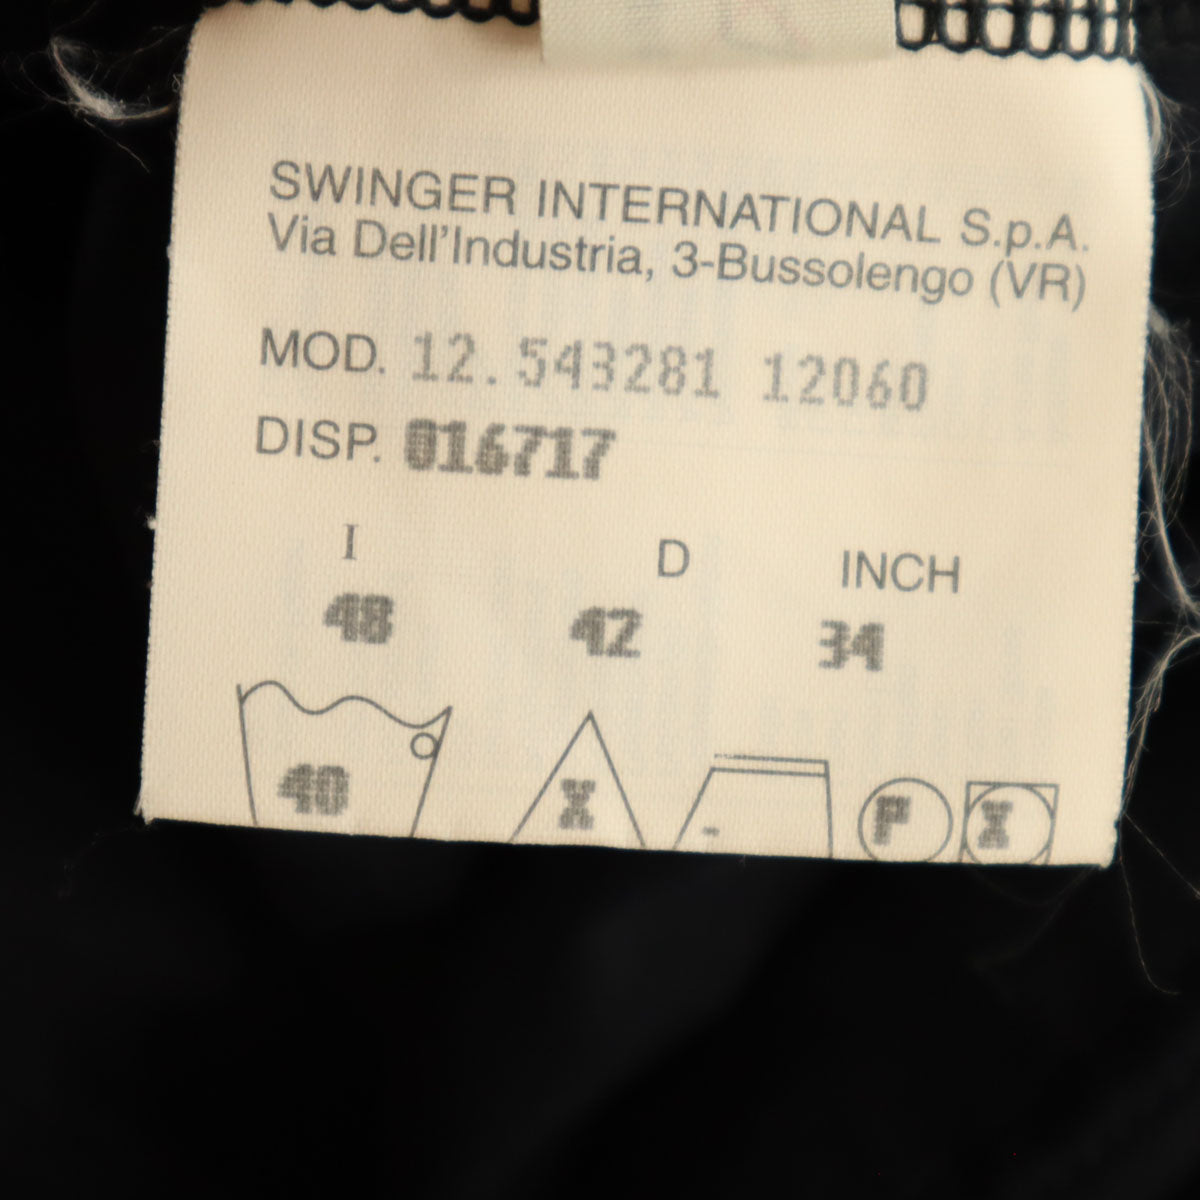 SWINGER INTERNATIONAL S.p.A.
Via Dell'Industria, 3-Bussolengo (VR)
MOD. 12.543281 12060
DISP. 016717
I D INCH
48 42 34
40 X - P X